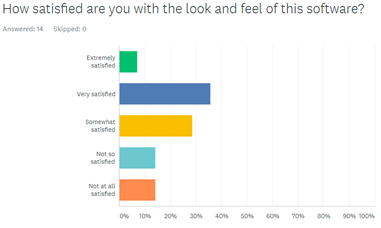 How satisfied are you with the look and feel of this software?
Answered: 14 Skipped: 0
Extremely
satisfied
Very satisfied
Somewhat
satisfied
Not so
satisfied
Not at all
satisfied
0% 10% 20% 30% 40% 50% 60% 70% 80% 90% 100%